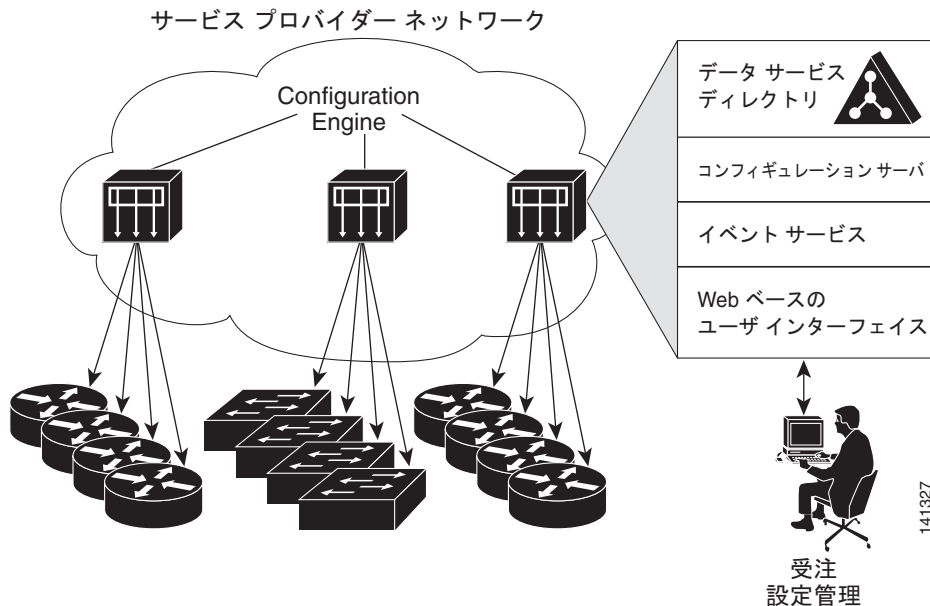 サービス プロバイダー ネットワーク
Configuration
Engine
データ サービス
ディレクトリ
コンフィギュレーション サーバ
イベント サービス
Web ベースの
ユーザ インターフェイス
141327
受注
設定管理